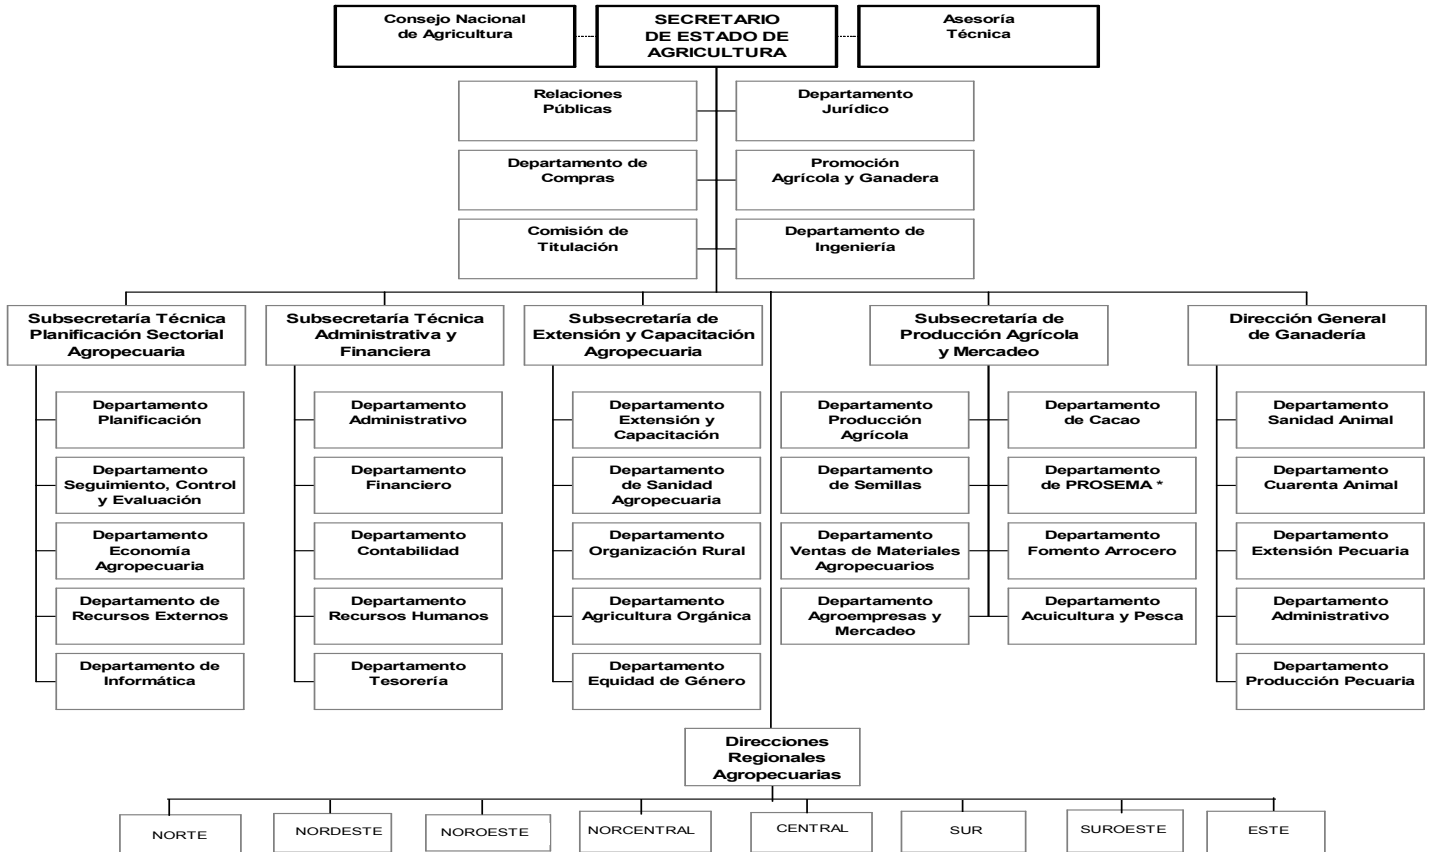 Consejo Nacional
de Agricultura
SECRETARIO
DE ESTADO DE
AGRICULTURA
Asesoría
Técnica
Relaciones
Públicas
Departamento
Jurídico
Departamento de
Compras
Promoción
Agrícola y Ganadera
Comisión de
Titulación
Departamento de
Ingeniería
Subsecretaría Técnica
Planificación Sectorial
Agropecuaria
Subsecretaría Técnica
Administrativa y
Financiera
Subsecretaría de
Extensión y Capacitación
Agropecuaria
Subsecretaría de
Producción Agrícola
y Mercadeo
Dirección General
de Ganadería
Departamento
Planificación
Departamento
Seguimiento, Control
y Evaluación
Departamento
Economía
Agropecuaria
Departamento de
Recursos Externos
Departamento de
Informática
Departamento
Administrativo
Departamento
Financiero
Departamento
Contabilidad
Departamento
Recursos Humanos
Departamento
Tesorería
Departamento
Extensión y
Capacitación
Departamento
de Sanidad
Agropecuaria
Departamento
Organización Rural
Departamento
Agricultura Orgánica
Departamento
Equidad de Género
Departamento
Producción
Agrícola
Departamento
de Semillas
Departamento
Ventas de Materiales
Agropecuarios
Departamento
Agroempresas y
Mercadeo
Departamento
de Cacao
Departamento
de PROSEMA *
Departamento
Fomento Arrocero
Departamento
Acuicultura y Pesca
Departamento
Sanidad Animal
Departamento
Cuarenta Animal
Departamento
Extensión Pecuaria
Departamento
Administrativo
Departamento
Producción Pecuaria
Direcciones
Regionales
Agropecuarias
NORTE
NORDESTE
NOROESTE
NORCENTRAL
CENTRAL
SUR
SUROESTE
ESTE